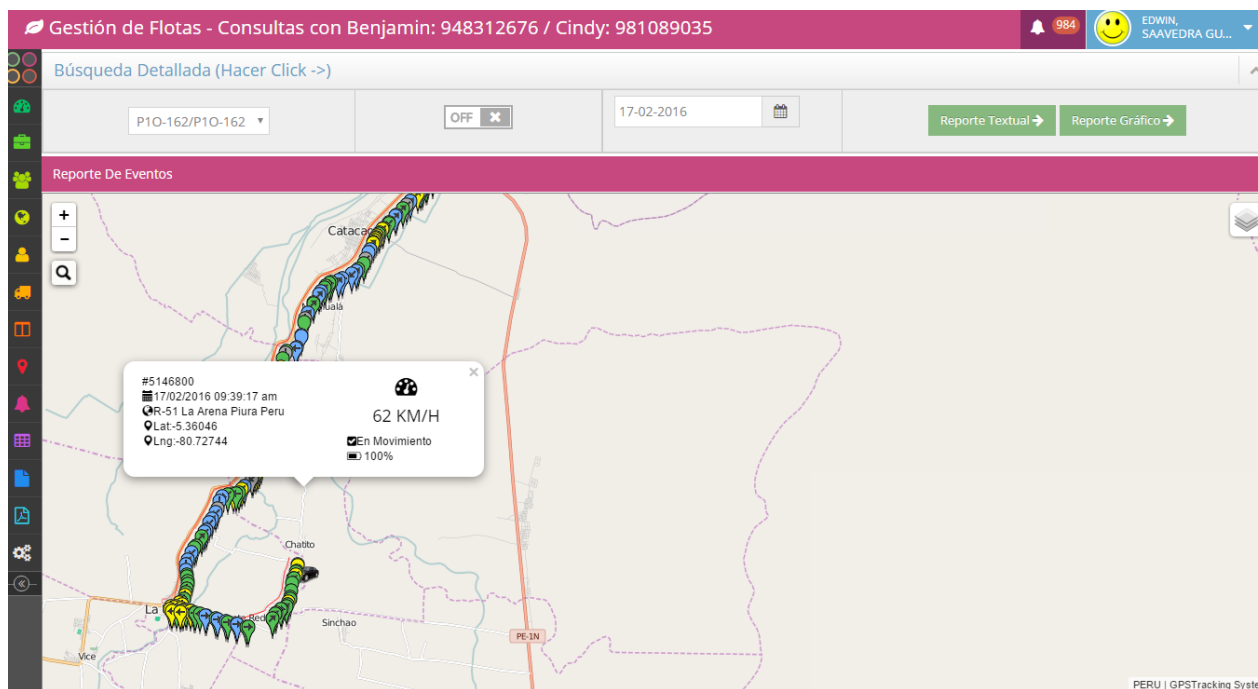 Gestión de Flotas - Consultas con Benjamin: 948312676 / Cindy: 981089035
984
EDWIN,
SAAVEDRA GU...
Búsqueda Detallada (Hacer Click ->)
P1O-162/P1O-162
OFF
17-02-2016
Reporte Textual
Reporte Gráfico
Reporte De Eventos
+
−
Cataca
ualá
#5146800
17/02/2016 09:39:17 am
R-51 La Arena Piura Peru
Lat:-5.36046
Lng:-80.72744
×
62 KM/H
En Movimiento
100%
Chatito
La
Red
Sinchao
PE-1N
Vice
PERU | GPSTracking Syste